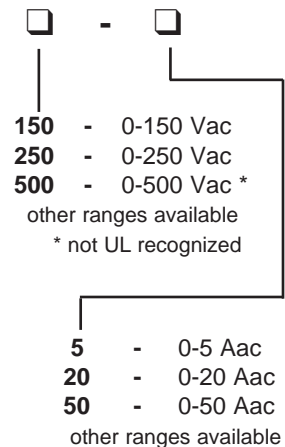 ❑ - ❑
150 - 0-150 Vac
250 - 0-250 Vac
500 - 0-500 Vac *
other ranges available
* not UL recognized
5 - 0-5 Aac
20 - 0-20 Aac
50 - 0-50 Aac
other ranges available